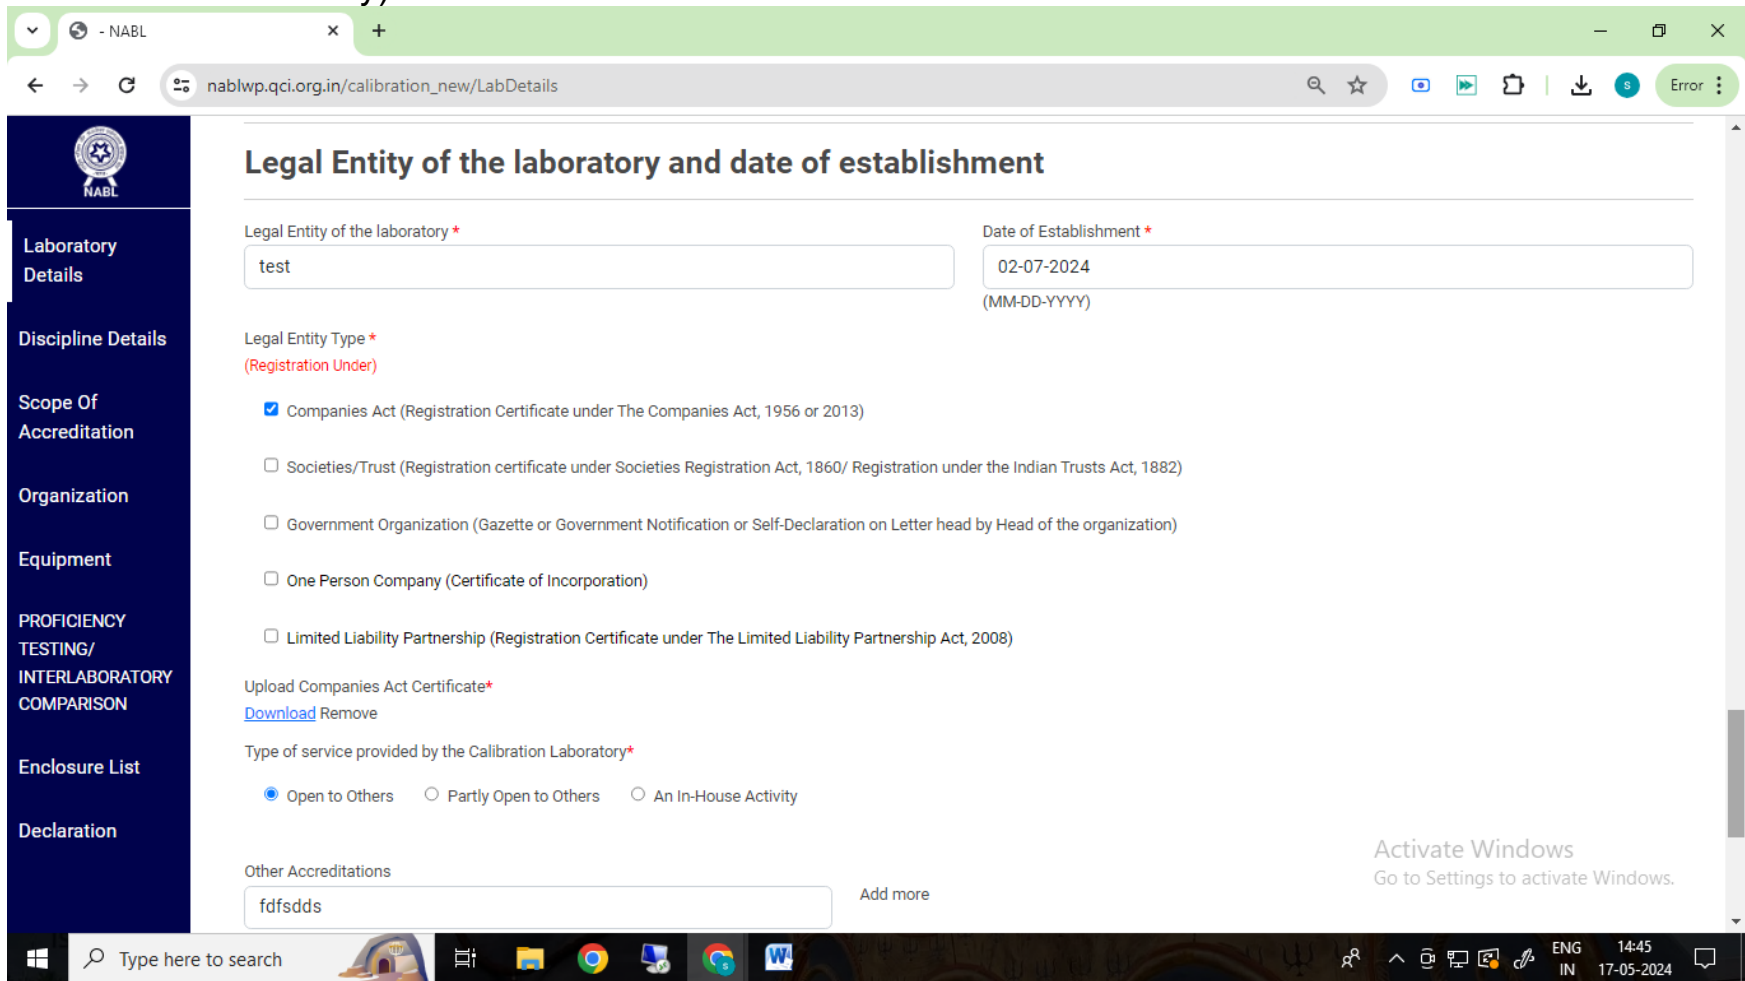 - NABL
nablwp.qci.org.in/calibration_new/LabDetails
s
Error
NABL
Laboratory
Details
Discipline Details
Scope Of
Accreditation
Organization
Equipment
PROFICIENCY
TESTING/
INTERLABORATORY
COMPARISON
Enclosure List
Declaration
Legal Entity of the laboratory and date of establishment
Legal Entity of the laboratory *
test
Date of Establishment *
02-07-2024
(MM-DD-YYYY)
Legal Entity Type *
(Registration Under)
Companies Act (Registration Certificate under The Companies Act, 1956 or 2013)
Societies/Trust (Registration certificate under Societies Registration Act, 1860/ Registration under the Indian Trusts Act, 1882)
Government Organization (Gazette or Government Notification or Self-Declaration on Letter head by Head of the organization)
One Person Company (Certificate of Incorporation)
Limited Liability Partnership (Registration Certificate under The Limited Liability Partnership Act, 2008)
Upload Companies Act Certificate*
Download Remove
Type of service provided by the Calibration Laboratory*
Open to Others Partly Open to Others An In-House Activity
Other Accreditations
fdfsdds
Add more
Activate Windows
Go to Settings to activate Windows.
Type here to search
ENG
IN
14:45
17-05-2024